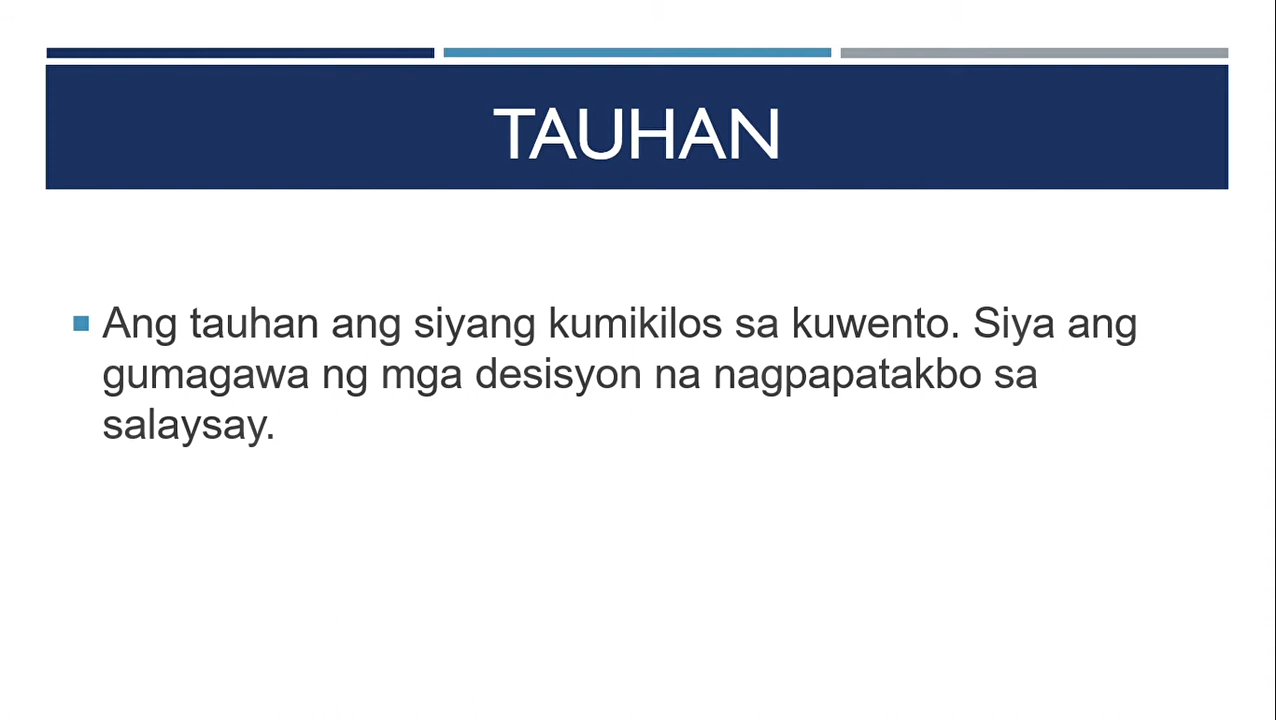 TAUHAN
Ang tauhan ang siyang kumikilos sa kuwento. Siya ang
gumagawa ng mga desisyon na nagpapatakbo sa
salaysay.